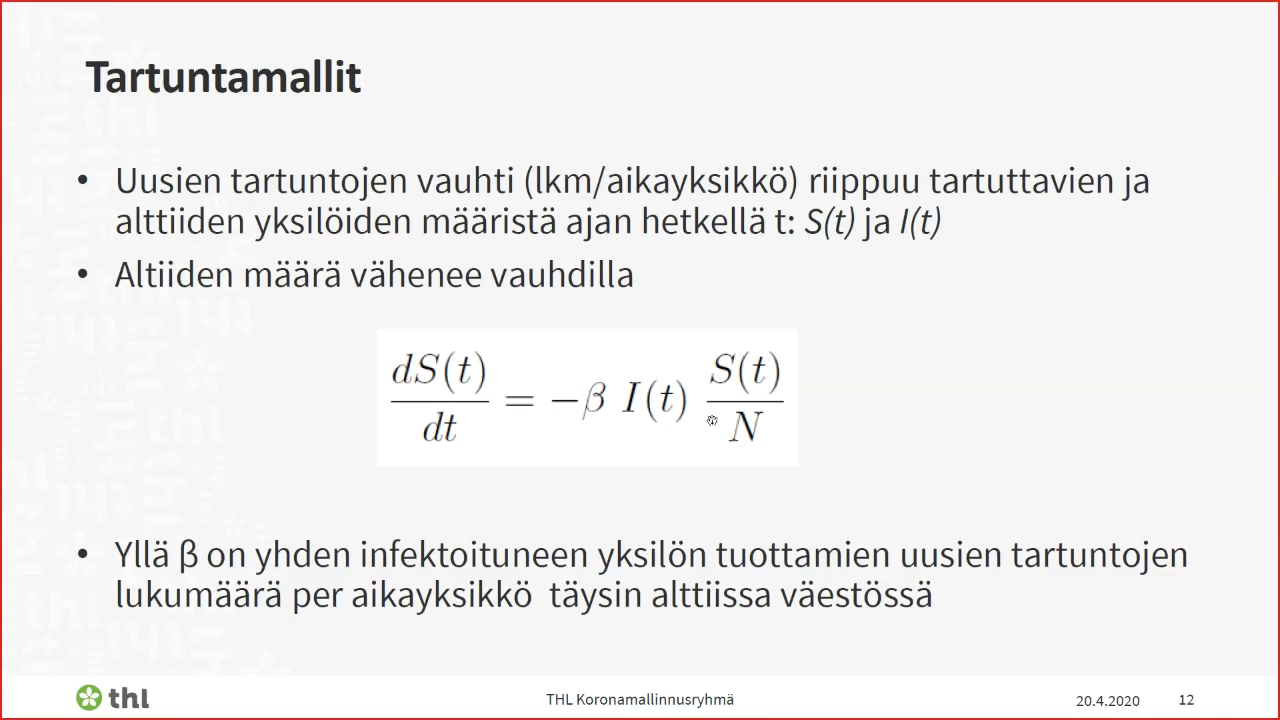 Tartuntamallit
• Uusien tartuntojen vauhti (lkm/aikayksikkö) riippuu tartuttavien ja
alttiiden yksilöiden määristä ajan hetkellä t: S(t) ja I(t)
• Altiiden määrä vähenee vauhdilla
dS(t)/dt = −β I(t) S(t)/N
• Yllä β on yhden infektoituneen yksilön tuottamien uusien tartuntojen
lukumäärä per aikayksikkö täysin alttiissa väestössä
thl
THL Koronamallinnusryhmä
20.4.2020
12